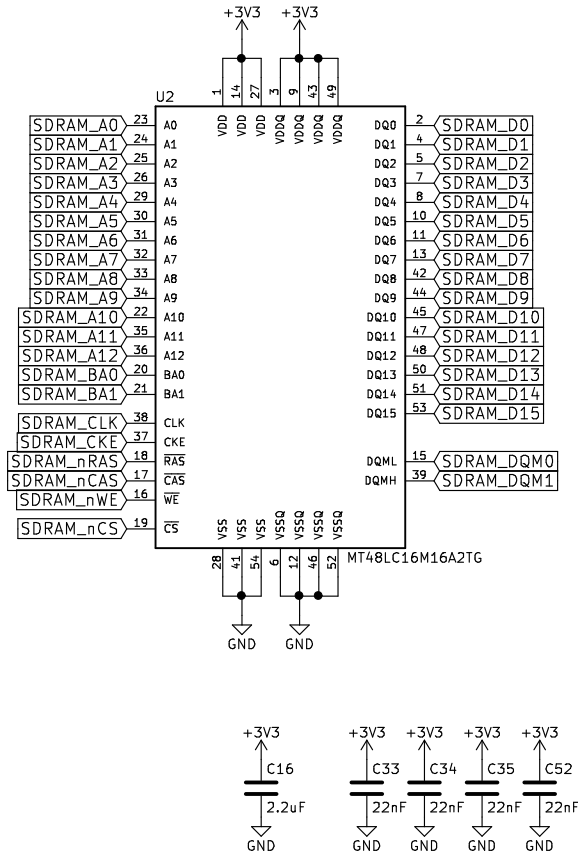 +3V3 +3V3
1 14 27 3 9 43 49
U2
VDD VDD VDD VDDQ VDDQ VDDQ VDDQ
SDRAM_A0 23 A0 DQ0 2 SDRAM_D0
SDRAM_A1 24 A1 DQ1 4 SDRAM_D1
SDRAM_A2 25 A2 DQ2 5 SDRAM_D2
SDRAM_A3 26 A3 DQ3 7 SDRAM_D3
SDRAM_A4 29 A4 DQ4 8 SDRAM_D4
SDRAM_A5 30 A5 DQ5 10 SDRAM_D5
SDRAM_A6 31 A6 DQ6 11 SDRAM_D6
SDRAM_A7 32 A7 DQ7 13 SDRAM_D7
SDRAM_A8 33 A8 DQ8 42 SDRAM_D8
SDRAM_A9 34 A9 DQ9 44 SDRAM_D9
SDRAM_A10 22 A10 DQ10 45 SDRAM_D10
SDRAM_A11 35 A11 DQ11 47 SDRAM_D11
SDRAM_A12 36 A12 DQ12 48 SDRAM_D12
SDRAM_BA0 20 BA0 DQ13 50 SDRAM_D13
SDRAM_BA1 21 BA1 DQ14 51 SDRAM_D14
DQ15 53 SDRAM_D15
SDRAM_CLK 38 CLK
SDRAM_CKE 37 CKE
SDRAM_nRAS 18 RAS DQML 15 SDRAM_DQM0
SDRAM_nCAS 17 CAS DQMH 39 SDRAM_DQM1
SDRAM_nWE 16 WE
SDRAM_nCS 19 CS
VSS VSS VSS VSSQ VSSQ VSSQ VSSQ
MT48LC16M16A2TG
28 41 54 6 12 46 52
GND GND
+3V3 +3V3 +3V3 +3V3 +3V3
C16 C33 C34 C35 C52
2.2uF 22nF 22nF 22nF 22nF
GND GND GND GND GND